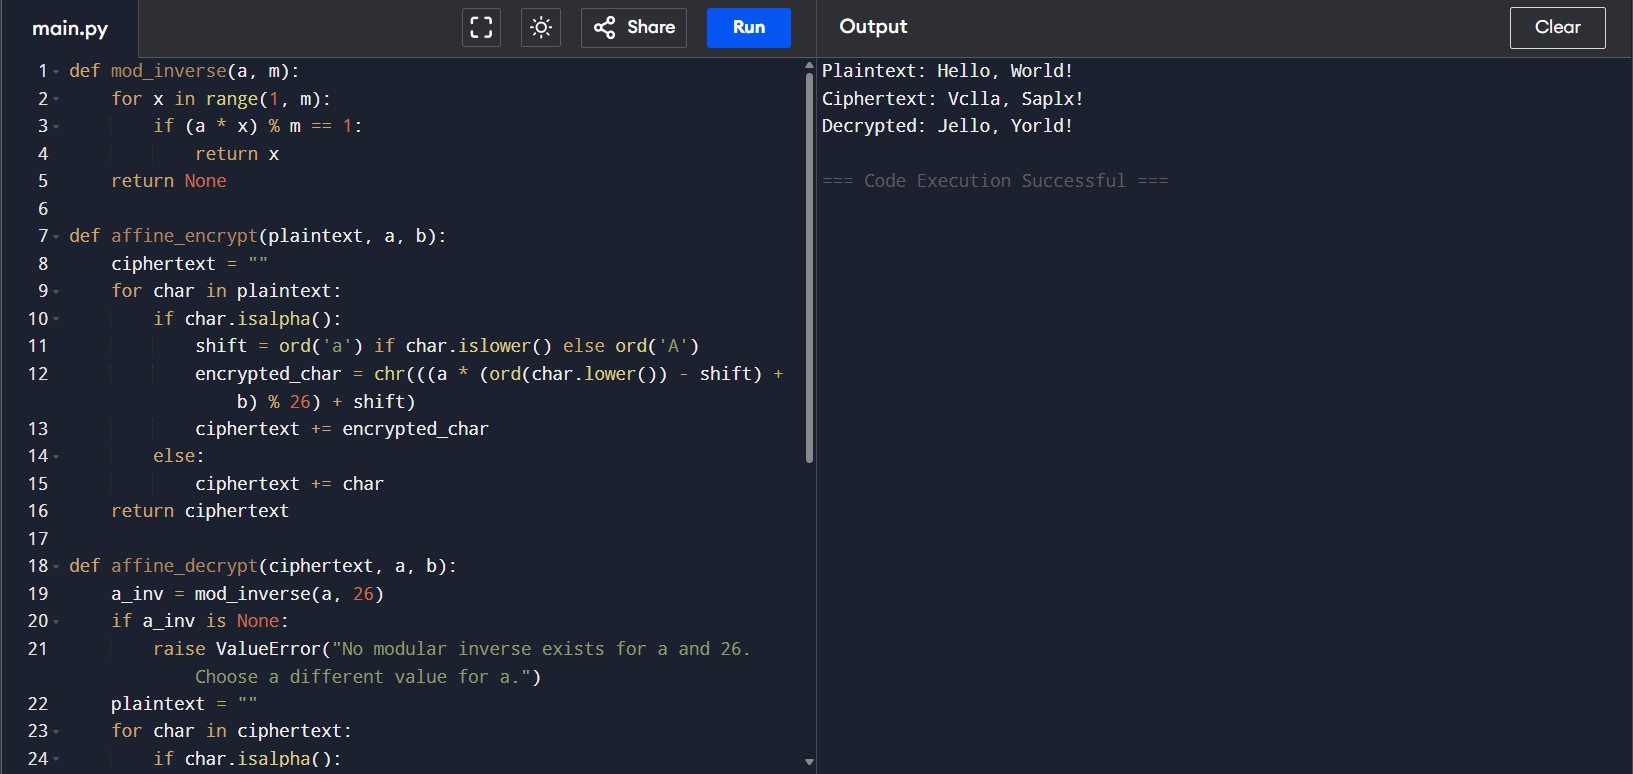 main.py
Share
Run
Output
Clear
1 def mod_inverse(a, m):
2     for x in range(1, m):
3         if (a * x) % m == 1:
4             return x
5     return None
6
7 def affine_encrypt(plaintext, a, b):
8     ciphertext = ""
9     for char in plaintext:
10         if char.isalpha():
11             shift = ord('a') if char.islower() else ord('A')
12             encrypted_char = chr(((a * (ord(char.lower()) - shift) +
                b) % 26) + shift)
13             ciphertext += encrypted_char
14         else:
15             ciphertext += char
16     return ciphertext
17
18 def affine_decrypt(ciphertext, a, b):
19     a_inv = mod_inverse(a, 26)
20     if a_inv is None:
21         raise ValueError("No modular inverse exists for a and 26.
            Choose a different value for a.")
22     plaintext = ""
23     for char in ciphertext:
24         if char.isalpha():
Plaintext: Hello, World!
Ciphertext: Vclla, Saplx!
Decrypted: Jello, Yorld!
=== Code Execution Successful ===